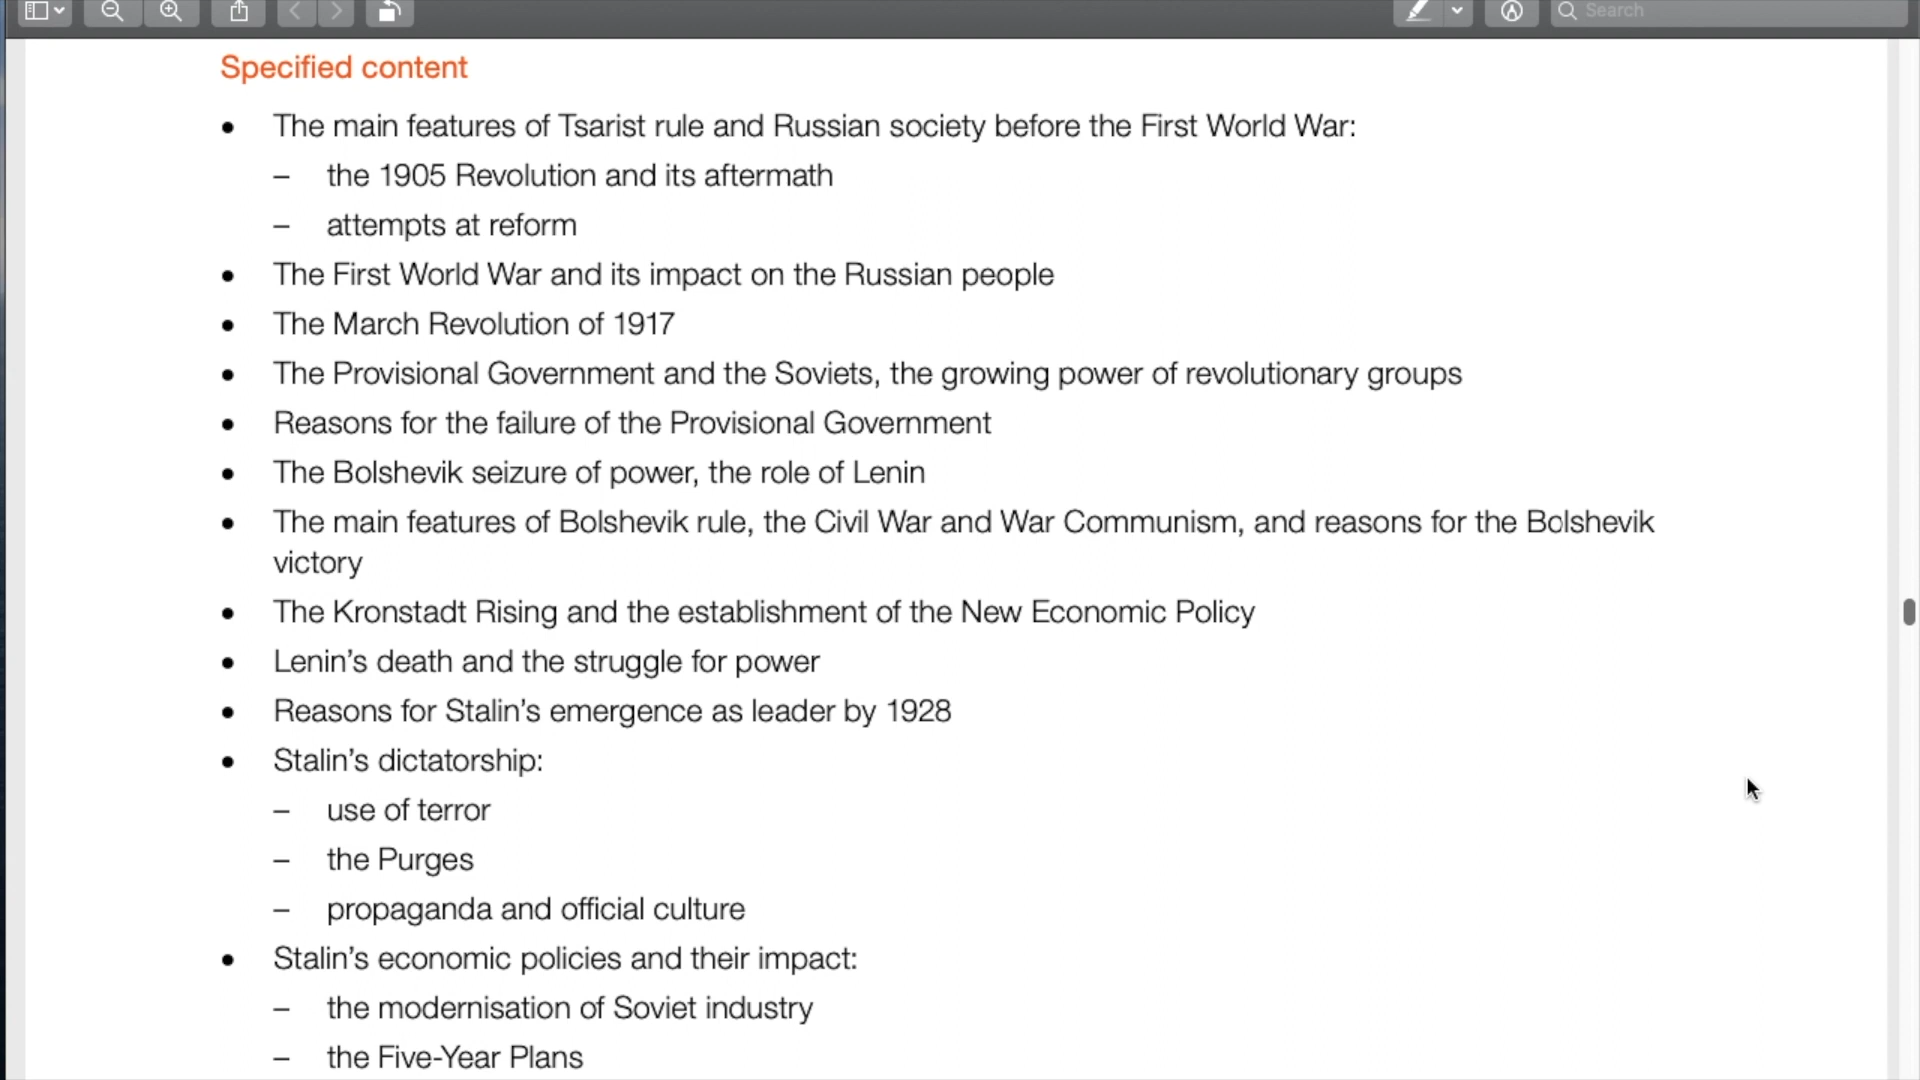 Search
Specified content
• The main features of Tsarist rule and Russian society before the First World War:
– the 1905 Revolution and its aftermath
– attempts at reform
• The First World War and its impact on the Russian people
• The March Revolution of 1917
• The Provisional Government and the Soviets, the growing power of revolutionary groups
• Reasons for the failure of the Provisional Government
• The Bolshevik seizure of power, the role of Lenin
• The main features of Bolshevik rule, the Civil War and War Communism, and reasons for the Bolshevik
victory
• The Kronstadt Rising and the establishment of the New Economic Policy
• Lenin’s death and the struggle for power
• Reasons for Stalin’s emergence as leader by 1928
• Stalin’s dictatorship:
– use of terror
– the Purges
– propaganda and official culture
• Stalin’s economic policies and their impact:
– the modernisation of Soviet industry
– the Five-Year Plans